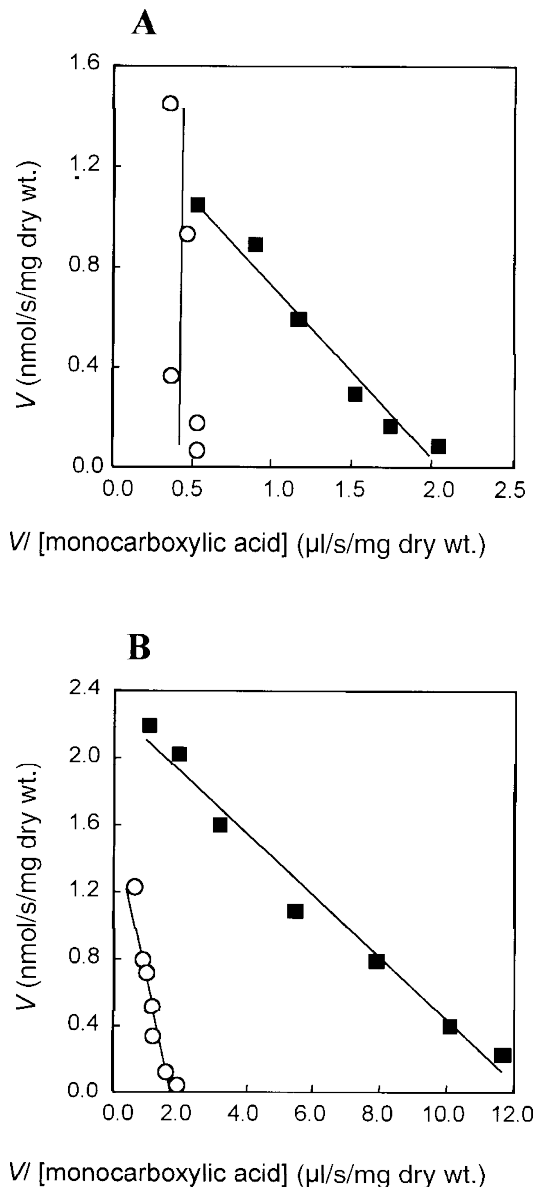 A
1.6
1.2
0.8
0.4
0.0
V (nmol/s/mg dry wt.)
0.0 0.5 1.0 1.5 2.0 2.5
V/ [monocarboxylic acid] (µl/s/mg dry wt.)
B
2.4
2.0
1.6
1.2
0.8
0.4
0.0
V (nmol/s/mg dry wt.)
0.0 2.0 4.0 6.0 8.0 10.0 12.0
V/ [monocarboxylic acid] (µl/s/mg dry wt.)